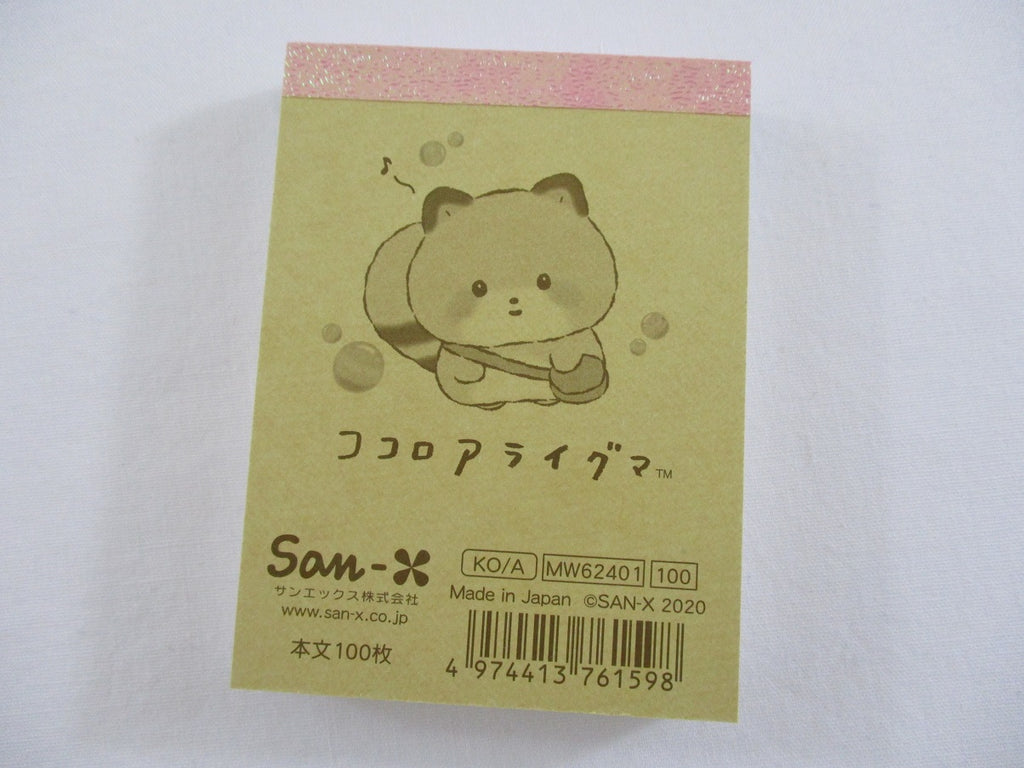 ココロアライグマ™
San-X
サンエックス株式会社
www.san-x.co.jp
本文100枚
KO/A MW62401 100
Made in Japan ©SAN-X 2020
4 974413 761598